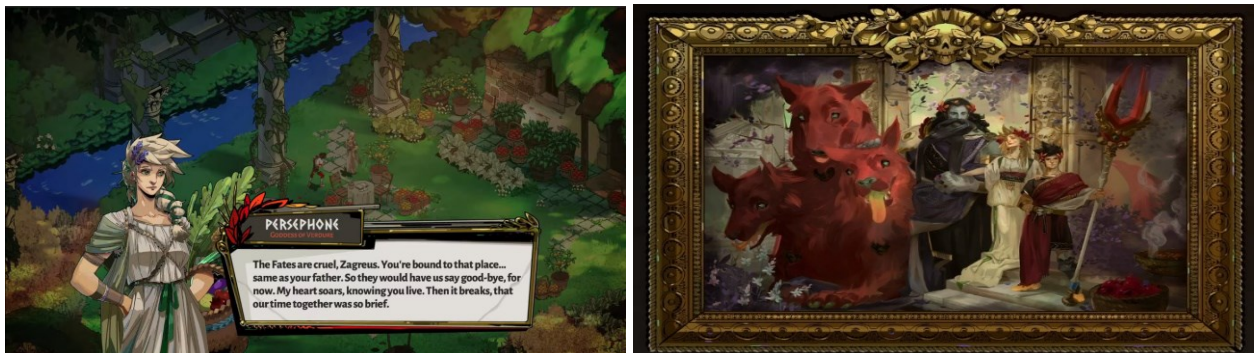 PERSEPHONE
GODDESS OF VERDURE
The Fates are cruel, Zagreus. You're bound to that place...
same as your father. So they would have us say good-bye, for
now. My heart soars, knowing you live. Then it breaks, that
our time together was so brief.